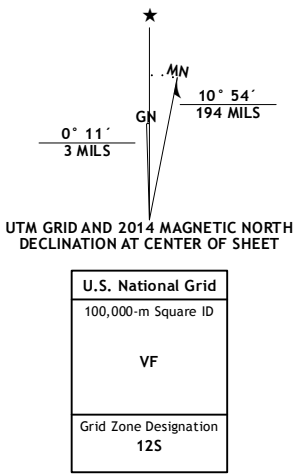 MN
10° 54´
194 MILS
GN
0° 11´
3 MILS
UTM GRID AND 2014 MAGNETIC NORTH
DECLINATION AT CENTER OF SHEET
U.S. National Grid
100,000-m Square ID
VF
Grid Zone Designation
12S